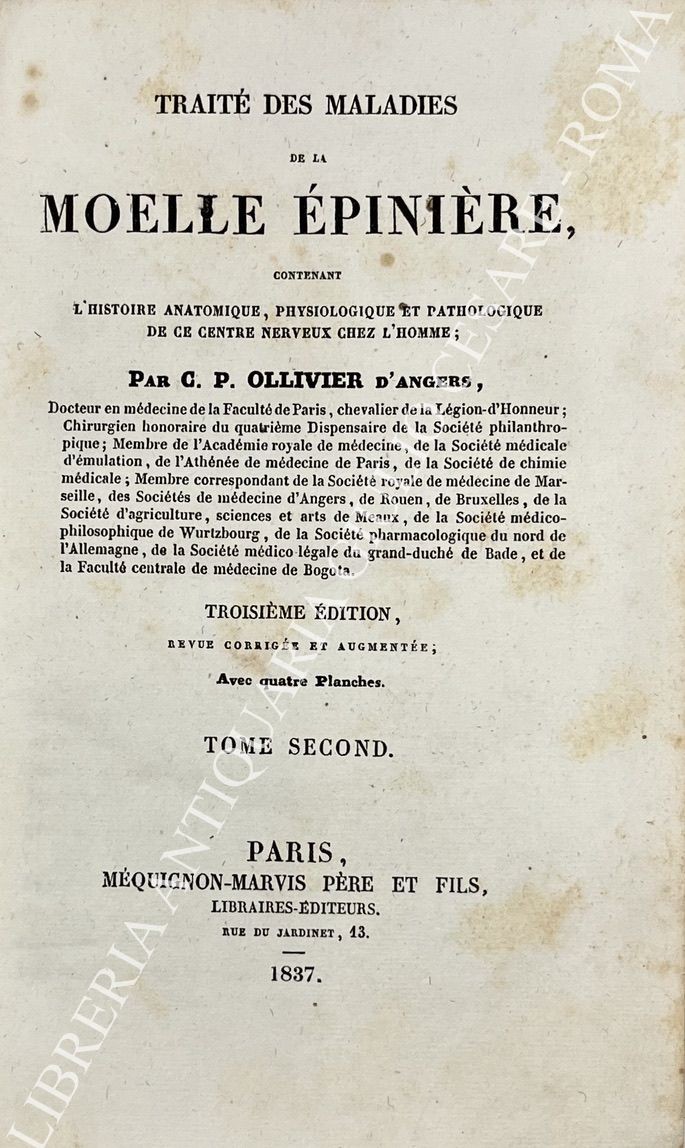 TRAITÉ DES MALADIES
DE LA
MOELLE ÉPINIÈRE,
CONTENANT
L'HISTOIRE ANATOMIQUE, PHYSIOLOGIQUE ET PATHOLOGIQUE
DE CE CENTRE NERVEUX CHEZ L'HOMME;
PAR C. P. OLLIVIER D'ANGERS,
Docteur en médecine de la Faculté de Paris, chevalier de la Légion-d'Honneur;
Chirurgien honoraire du quatrième Dispensaire de la Société philanthro-
pique; Membre de l'Académie royale de médecine, de la Société médicale
d'émulation, de l'Athénée de médecine de Paris, de la Société de chimie
médicale; Membre correspondant de la Société royale de médecine de Mar-
seille, des Sociétés de médecine d'Angers, de Rouen, de Bruxelles, de la
Société d'agriculture, sciences et arts de Meaux, de la Société médico-
philosophique de Wurtzbourg, de la Société pharmacologique du nord de
l'Allemagne, de la Société médico légale du grand-duché de Bade, et de
la Faculté centrale de médecine de Bogota.
TROISIÈME ÉDITION,
REVUE CORRIGÉE ET AUGMENTÉE;
Avec quatre Planches.
TOME SECOND.
PARIS,
MÉQUIGNON-MARVIS PÈRE ET FILS,
LIBRAIRES-ÉDITEURS.
RUE DU JARDINET, 13.
1837.
LIBRERIA ANTIQUARIA GIULIO CESARE - ROMA